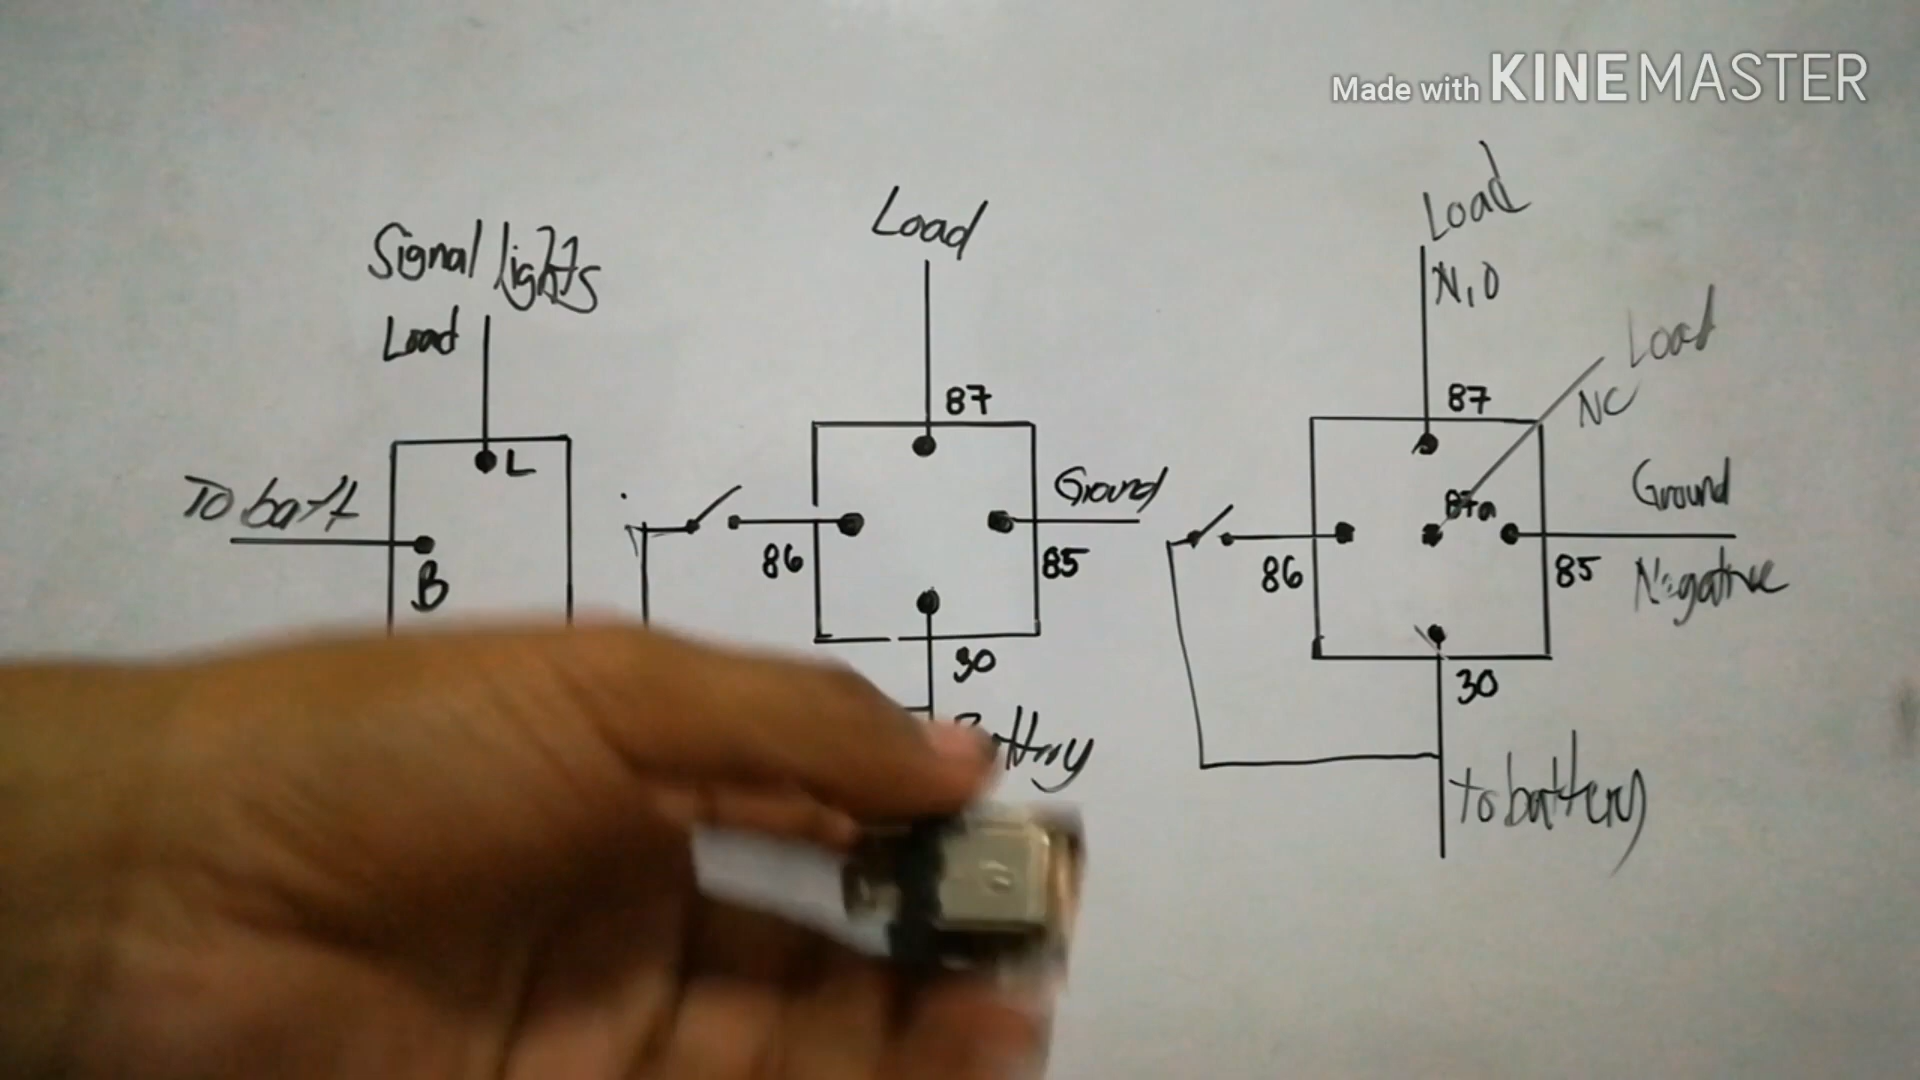 Made with KINEMASTER
Signal lights
Load
L
To batt
B
Load
87
86
Ground
85
30
Load
N,O
Load
NC
87
87a
86
Ground
85
Negative
30
to battery